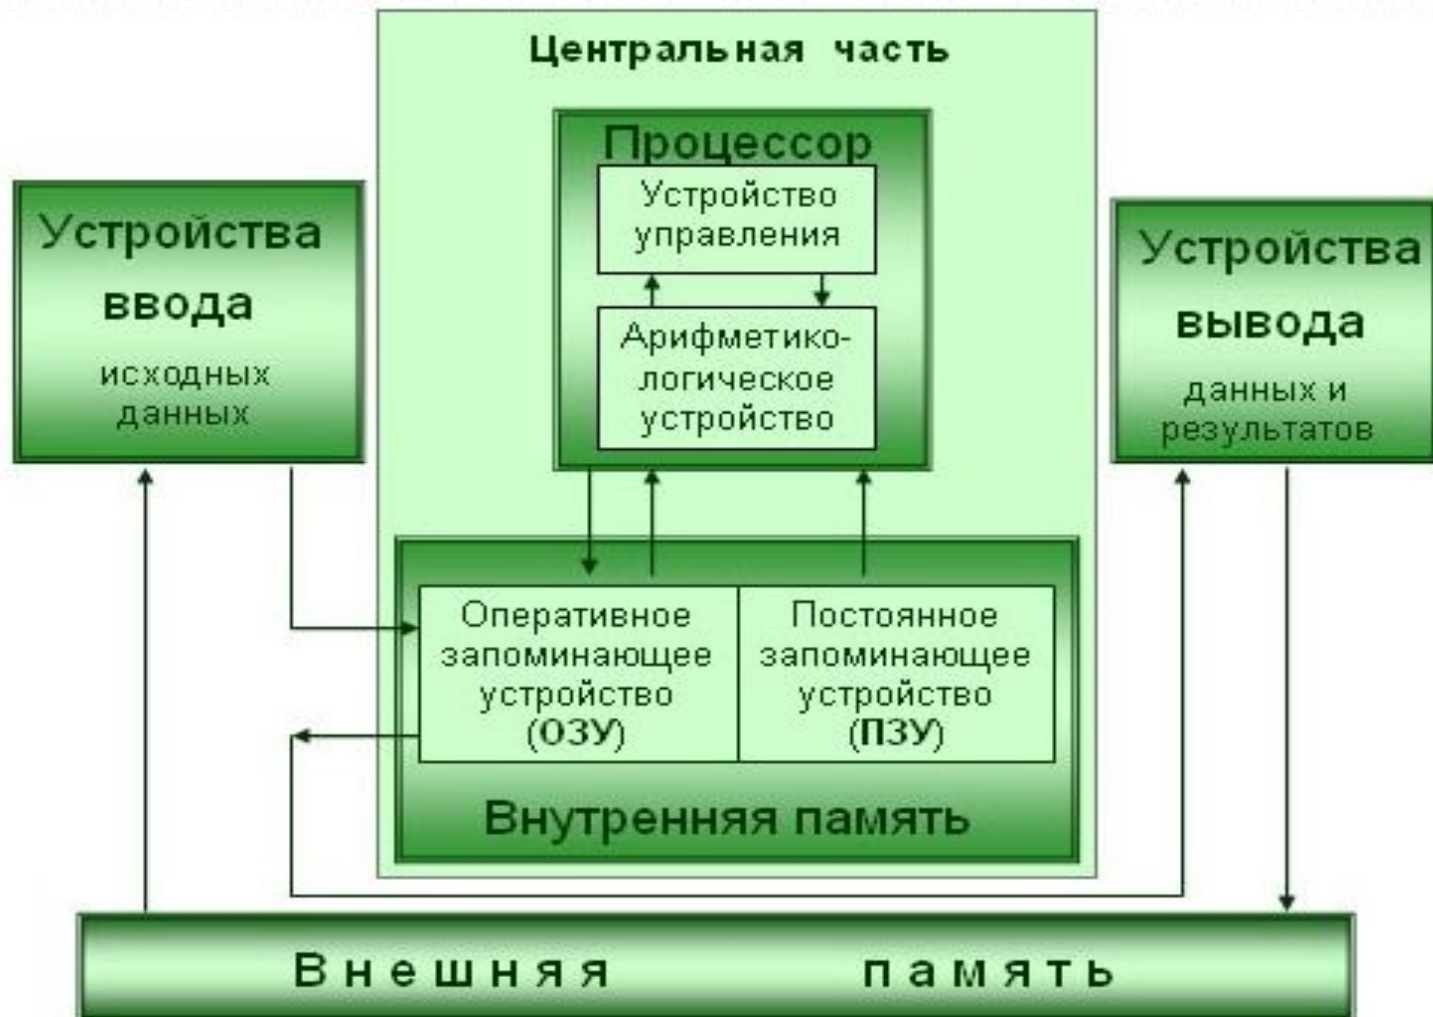 Центральная часть
Процессор
Устройство
управления
Арифметико-
логическое
устройство
Устройства
ввода
исходных
данных
Устройства
вывода
данных и
результатов
Оперативное
запоминающее
устройство
(ОЗУ)
Постоянное
запоминающее
устройство
(ПЗУ)
Внутренняя память
Внешняя память